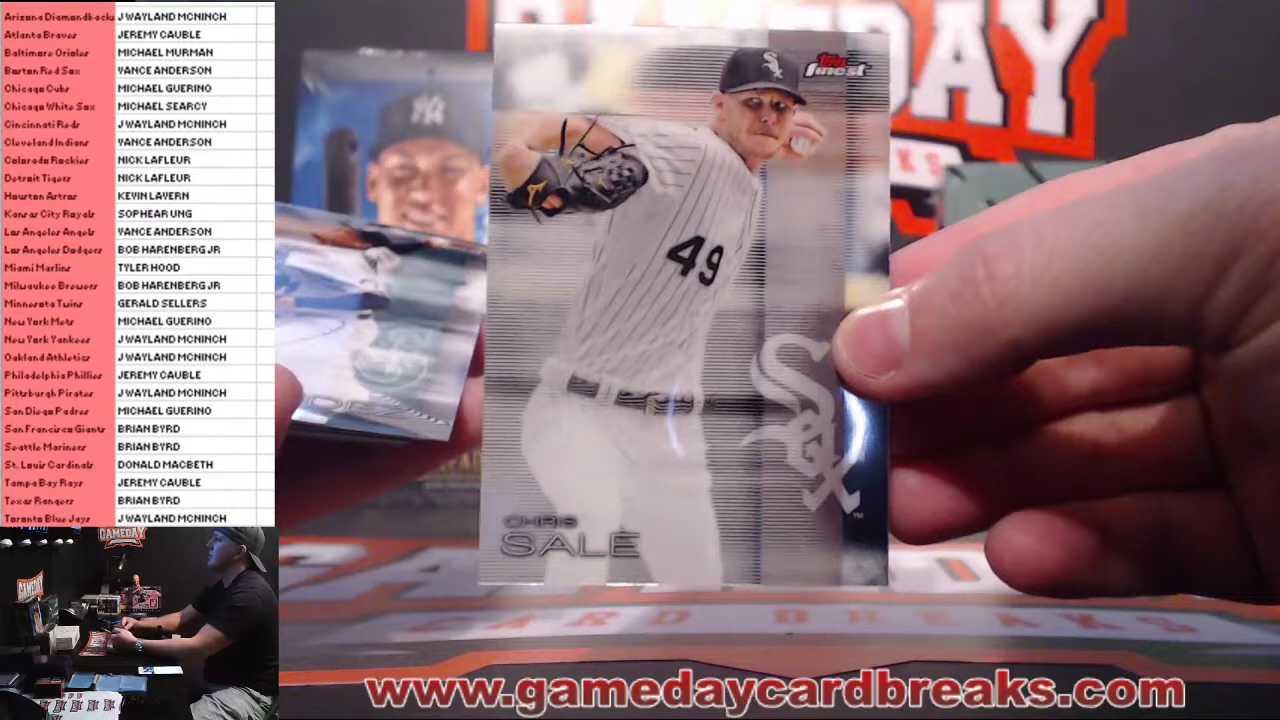 Arizona Diamondbacks J WAYLAND MCNINCH
Atlanta Braves JEREMY CAUBLE
Baltimore Orioles MICHAEL MURMAN
Boston Red Sox VANCE ANDERSON
Chicago Cubs MICHAEL GUERINO
Chicago White Sox MICHAEL SEARCY
Cincinnati Reds J WAYLAND MCNINCH
Cleveland Indians VANCE ANDERSON
Colorado Rockies NICK LAFLEUR
Detroit Tigers NICK LAFLEUR
Houston Astros KEVIN LAVERN
Kansas City Royals SOPHEAR UNG
Los Angeles Angels VANCE ANDERSON
Los Angeles Dodgers BOB HARENBERG JR
Miami Marlins TYLER HOOD
Milwaukee Brewers BOB HARENBERG JR
Minnesota Twins GERALD SELLERS
New York Mets MICHAEL GUERINO
New York Yankees J WAYLAND MCNINCH
Oakland Athletics J WAYLAND MCNINCH
Philadelphia Phillies JEREMY CAUBLE
Pittsburgh Pirates J WAYLAND MCNINCH
San Diego Padres MICHAEL GUERINO
San Francisco Giants BRIAN BYRD
Seattle Mariners BRIAN BYRD
St. Louis Cardinals DONALD MACBETH
Tampa Bay Rays JEREMY CAUBLE
Texas Rangers BRIAN BYRD
Toronto Blue Jays J WAYLAND MCNINCH
Topps
finest
Sox
49
Sox
TM
CHRIS
SALE
NY
CARD BREAKS
GAMEDAY
GAMEDAY
www.gamedaycardbreaks.com